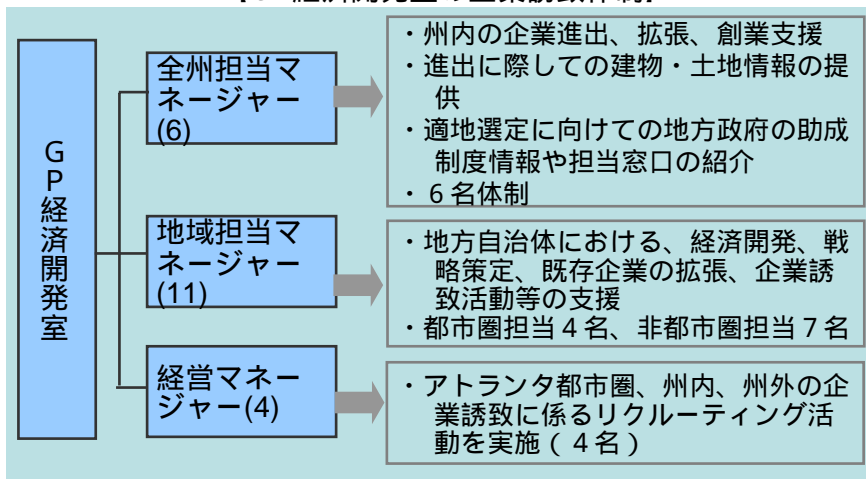 GP経済開発室
全州担当マ
ネージャー
(6)
・州内の企業進出、拡張、創業支援
・進出に際しての建物・土地情報の提
供
・適地選定に向けての地方政府の助成
制度情報や担当窓口の紹介
・６名体制
地域担当マ
ネージャー
(11)
・地方自治体における、経済開発、戦
略策定、既存企業の拡張、企業誘
致活動等の支援
・都市圏担当４名、非都市圏担当７名
経営マネー
ジャー(4)
・アトランタ都市圏、州内、州外の企
業誘致に係るリクルーティング活
動を実施（４名）